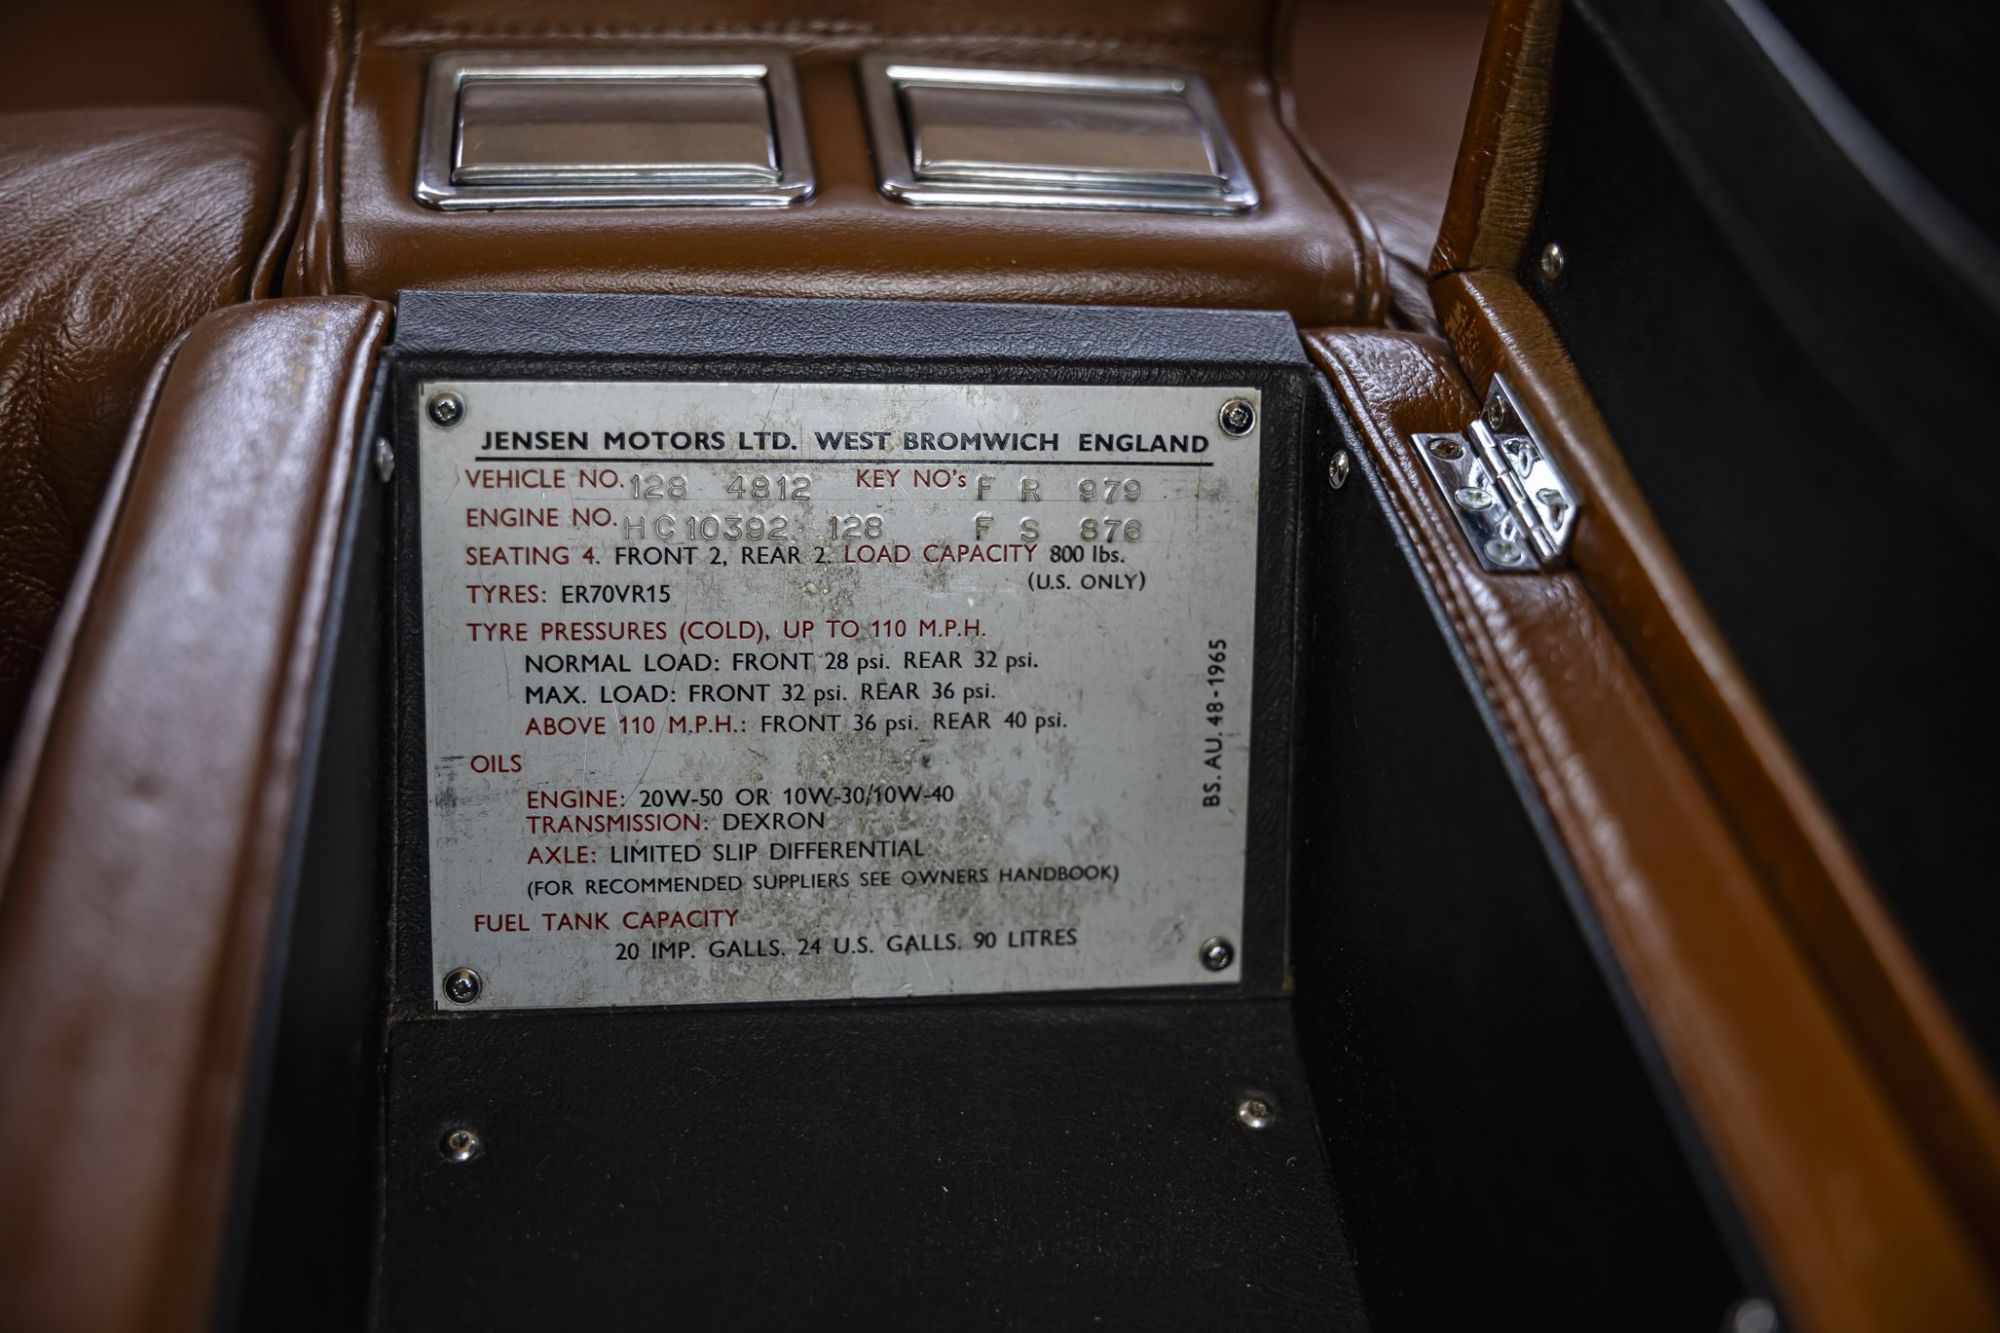 JENSEN MOTORS LTD. WEST BROMWICH ENGLAND
VEHICLE NO. 128 4812 KEY NO's F R 979
ENGINE NO. HC10392 128 F S 876
SEATING 4. FRONT 2, REAR 2. LOAD CAPACITY 800 lbs.
(U.S. ONLY)
TYRES: ER70VR15
TYRE PRESSURES (COLD), UP TO 110 M.P.H.
NORMAL LOAD: FRONT 28 psi. REAR 32 psi.
MAX. LOAD: FRONT 32 psi. REAR 36 psi.
ABOVE 110 M.P.H.: FRONT 36 psi. REAR 40 psi.
OILS
ENGINE: 20W-50 OR 10W-30/10W-40
TRANSMISSION: DEXRON
AXLE: LIMITED SLIP DIFFERENTIAL
(FOR RECOMMENDED SUPPLIERS SEE OWNERS HANDBOOK)
FUEL TANK CAPACITY
20 IMP. GALLS. 24 U.S. GALLS. 90 LITRES
BS. AU. 48-1965